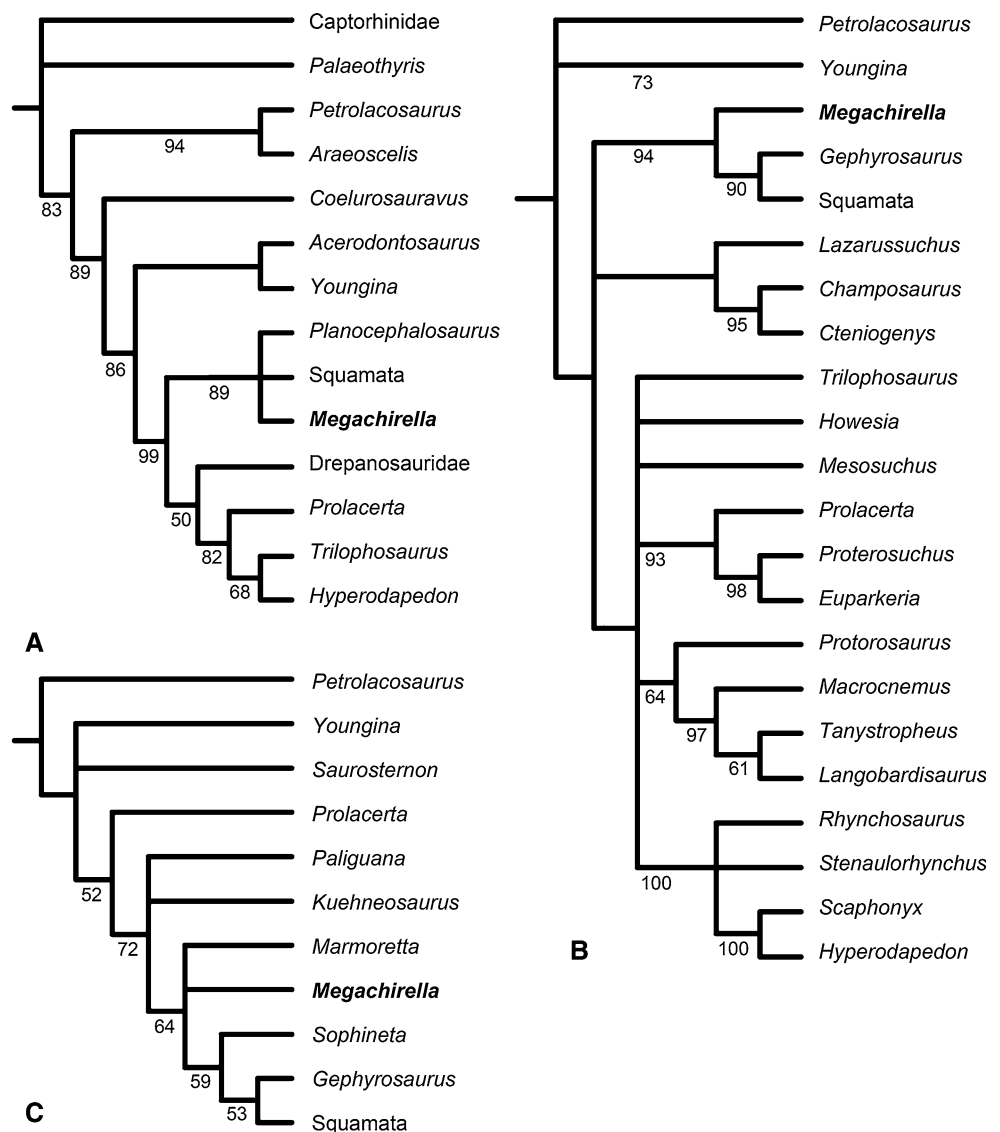 Captorhinidae
Palaeothyris
Petrolacosaurus
94
Araeoscelis
83
Coelurosauravus
89
Acerodontosaurus
Youngina
Planocephalosaurus
86
Squamata
89
Megachirella
99
Drepanosauridae
50
Prolacerta
82
Trilophosaurus
68
Hyperodapedon
A
Petrolacosaurus
Youngina
73
Megachirella
94
Gephyrosaurus
90
Squamata
Lazarussuchus
Champosaurus
95
Cteniogenys
Trilophosaurus
Howesia
Mesosuchus
Prolacerta
93
Proterosuchus
98
Euparkeria
Protorosaurus
64
Macrocnemus
97
Tanystropheus
61
Langobardisaurus
Rhynchosaurus
Stenaulorhynchus
100
Scaphonyx
100
Hyperodapedon
B
Petrolacosaurus
Youngina
Saurosternon
Prolacerta
52
Paliguana
Kuehneosaurus
72
Marmoretta
Megachirella
64
Sophineta
59
Gephyrosaurus
53
Squamata
C